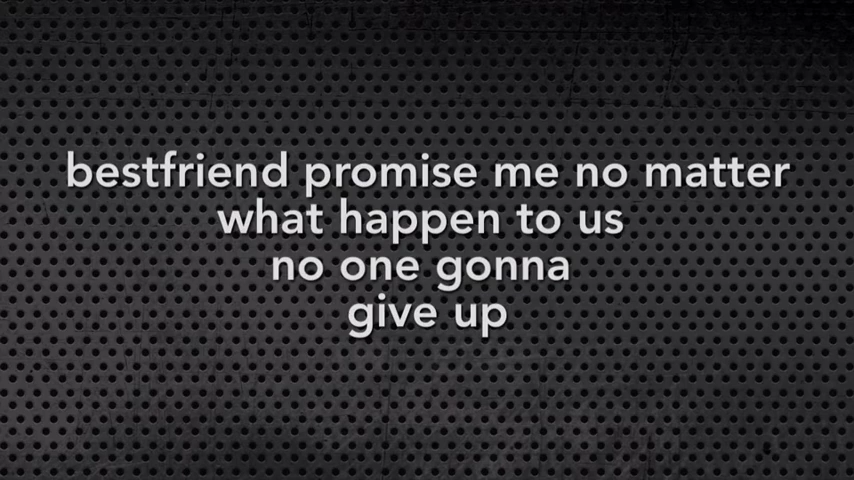 bestfriend promise me no matter
what happen to us
no one gonna
give up